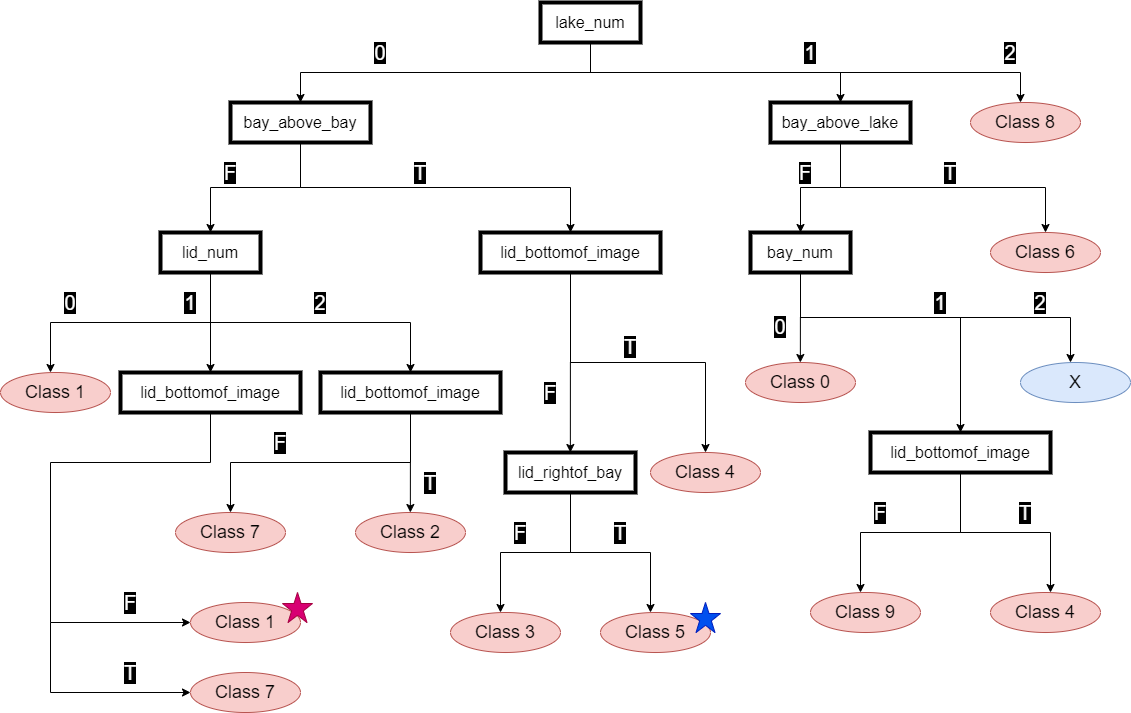 lake_num
0
1
2
bay_above_bay
bay_above_lake
Class 8
F
T
F
T
lid_num
lid_bottomof_image
bay_num
Class 6
0
1
2
1
2
0
T
Class 1
lid_bottomof_image
lid_bottomof_image
F
Class 0
X
F
T
lid_rightof_bay
Class 4
lid_bottomof_image
Class 7
Class 2
F
T
F
T
F
Class 1
Class 3
Class 5
Class 9
Class 4
T
Class 7